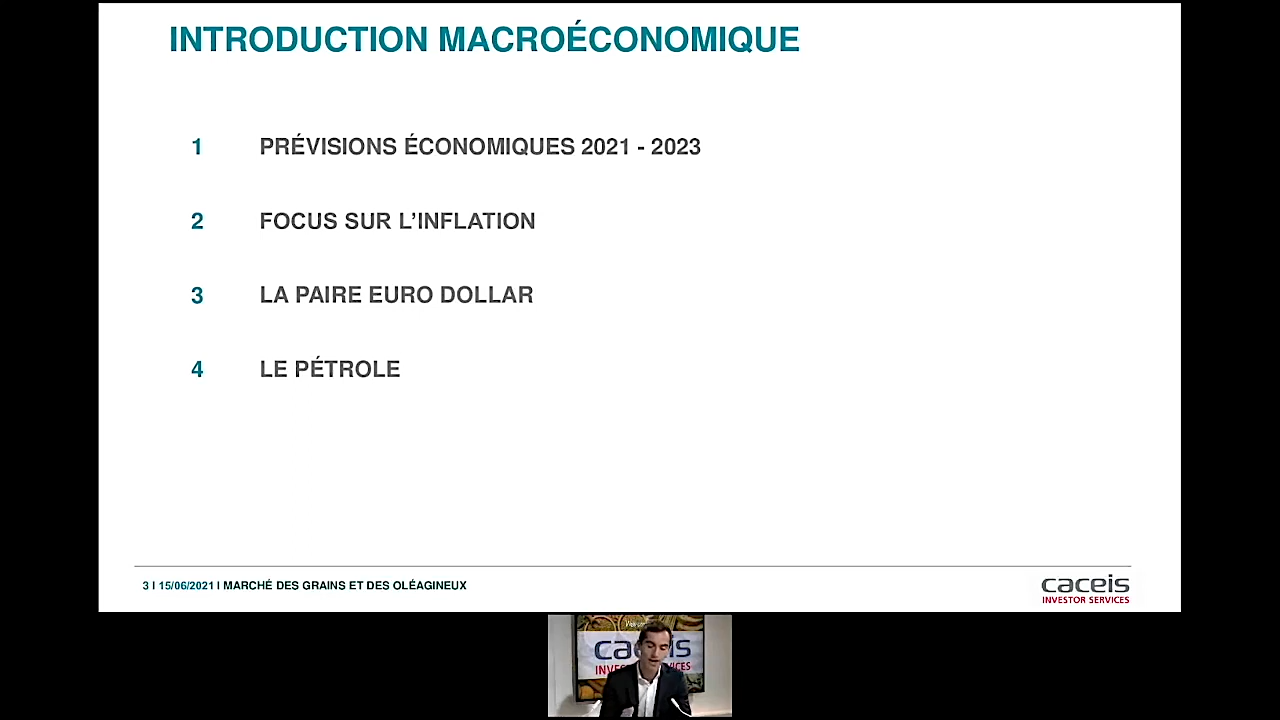 INTRODUCTION MACROÉCONOMIQUE
1 PRÉVISIONS ÉCONOMIQUES 2021 - 2023
2 FOCUS SUR L’INFLATION
3 LA PAIRE EURO DOLLAR
4 LE PÉTROLE
3 I 15/06/2021 I MARCHÉ DES GRAINS ET DES OLÉAGINEUX
caceis
INVESTOR SERVICES